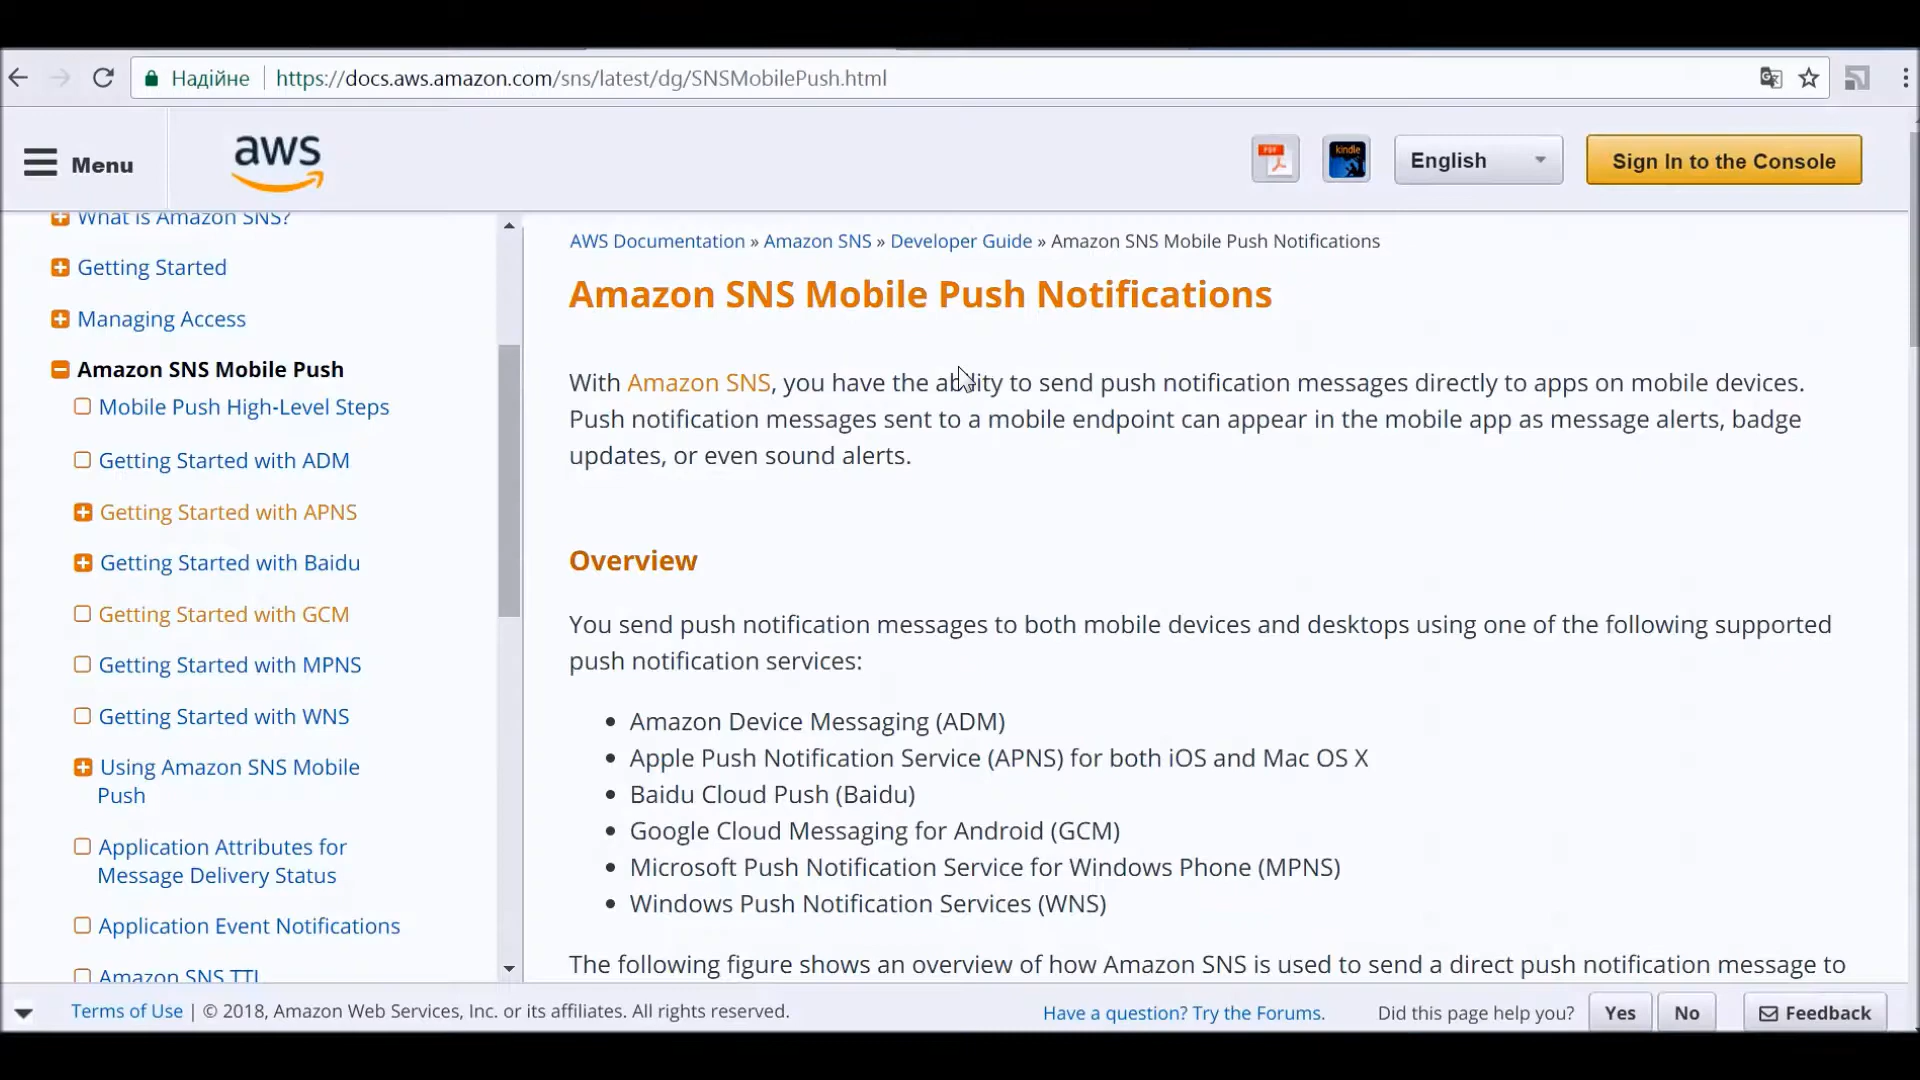 Надійне https://docs.aws.amazon.com/sns/latest/dg/SNSMobilePush.html
Menu
aws
PDF
kindle
English
Sign In to the Console
What is Amazon SNS?
Getting Started
Managing Access
Amazon SNS Mobile Push
Mobile Push High-Level Steps
Getting Started with ADM
Getting Started with APNS
Getting Started with Baidu
Getting Started with GCM
Getting Started with MPNS
Getting Started with WNS
Using Amazon SNS Mobile
Push
Application Attributes for
Message Delivery Status
Application Event Notifications
Amazon SNS TTL
AWS Documentation » Amazon SNS » Developer Guide » Amazon SNS Mobile Push Notifications
Amazon SNS Mobile Push Notifications
With Amazon SNS, you have the ability to send push notification messages directly to apps on mobile devices.
Push notification messages sent to a mobile endpoint can appear in the mobile app as message alerts, badge
updates, or even sound alerts.
Overview
You send push notification messages to both mobile devices and desktops using one of the following supported
push notification services:
• Amazon Device Messaging (ADM)
• Apple Push Notification Service (APNS) for both iOS and Mac OS X
• Baidu Cloud Push (Baidu)
• Google Cloud Messaging for Android (GCM)
• Microsoft Push Notification Service for Windows Phone (MPNS)
• Windows Push Notification Services (WNS)
The following figure shows an overview of how Amazon SNS is used to send a direct push notification message to
Terms of Use | © 2018, Amazon Web Services, Inc. or its affiliates. All rights reserved.
Have a question? Try the Forums.
Did this page help you?
Yes
No
Feedback